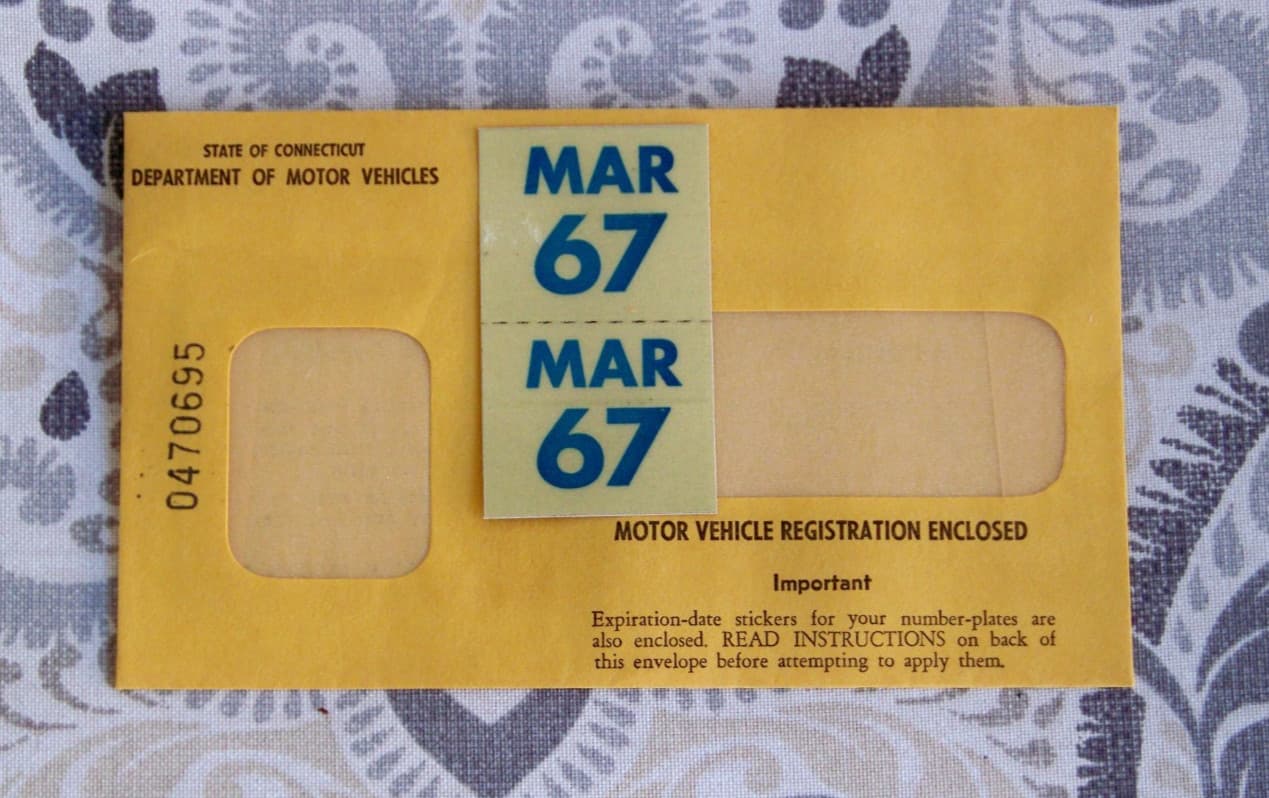 STATE OF CONNECTICUT
DEPARTMENT OF MOTOR VEHICLES
MAR
67
MAR
67
0470695
MOTOR VEHICLE REGISTRATION ENCLOSED
Important
Expiration-date stickers for your number-plates are
also enclosed. READ INSTRUCTIONS on back of
this envelope before attempting to apply them.